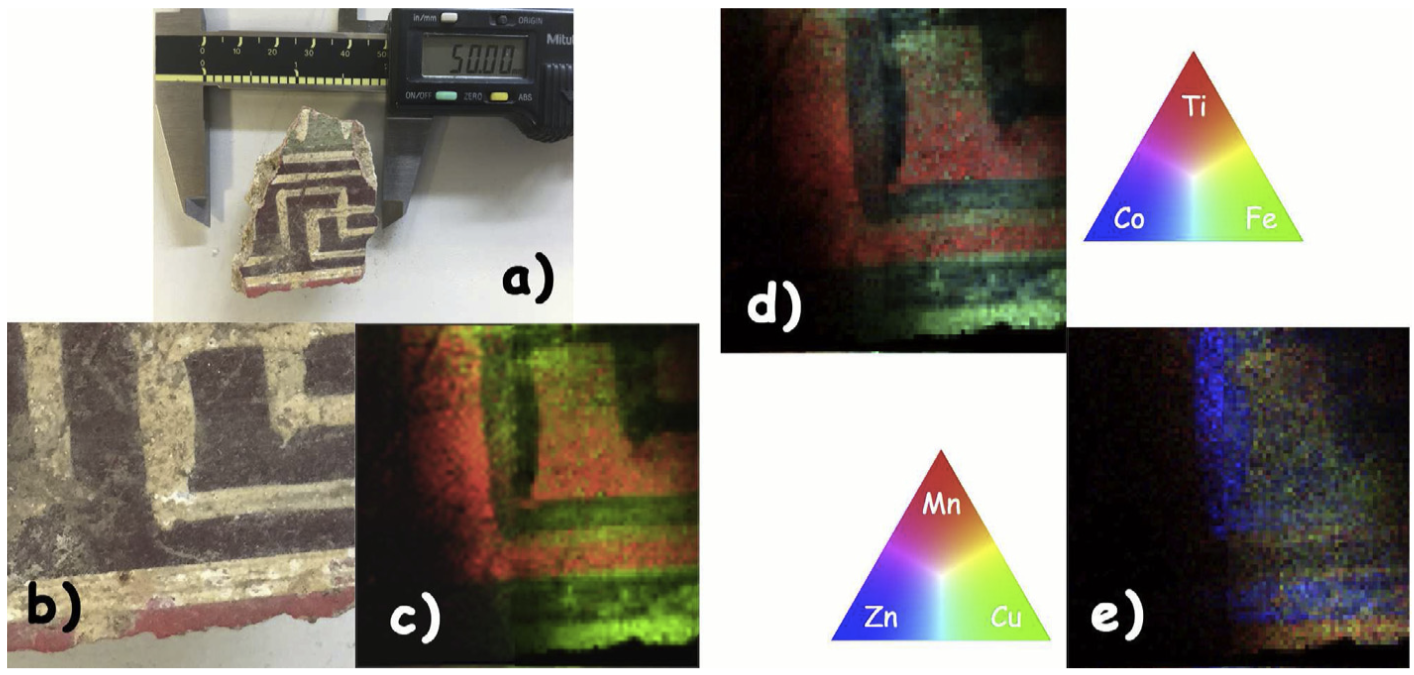 in/mm ORIGIN
0 10 20 30 40 50
0
50.00
ON/OFF ZERO ABS
a)
d)
Ti
Co Fe
b)
c)
Mn
Zn Cu
e)